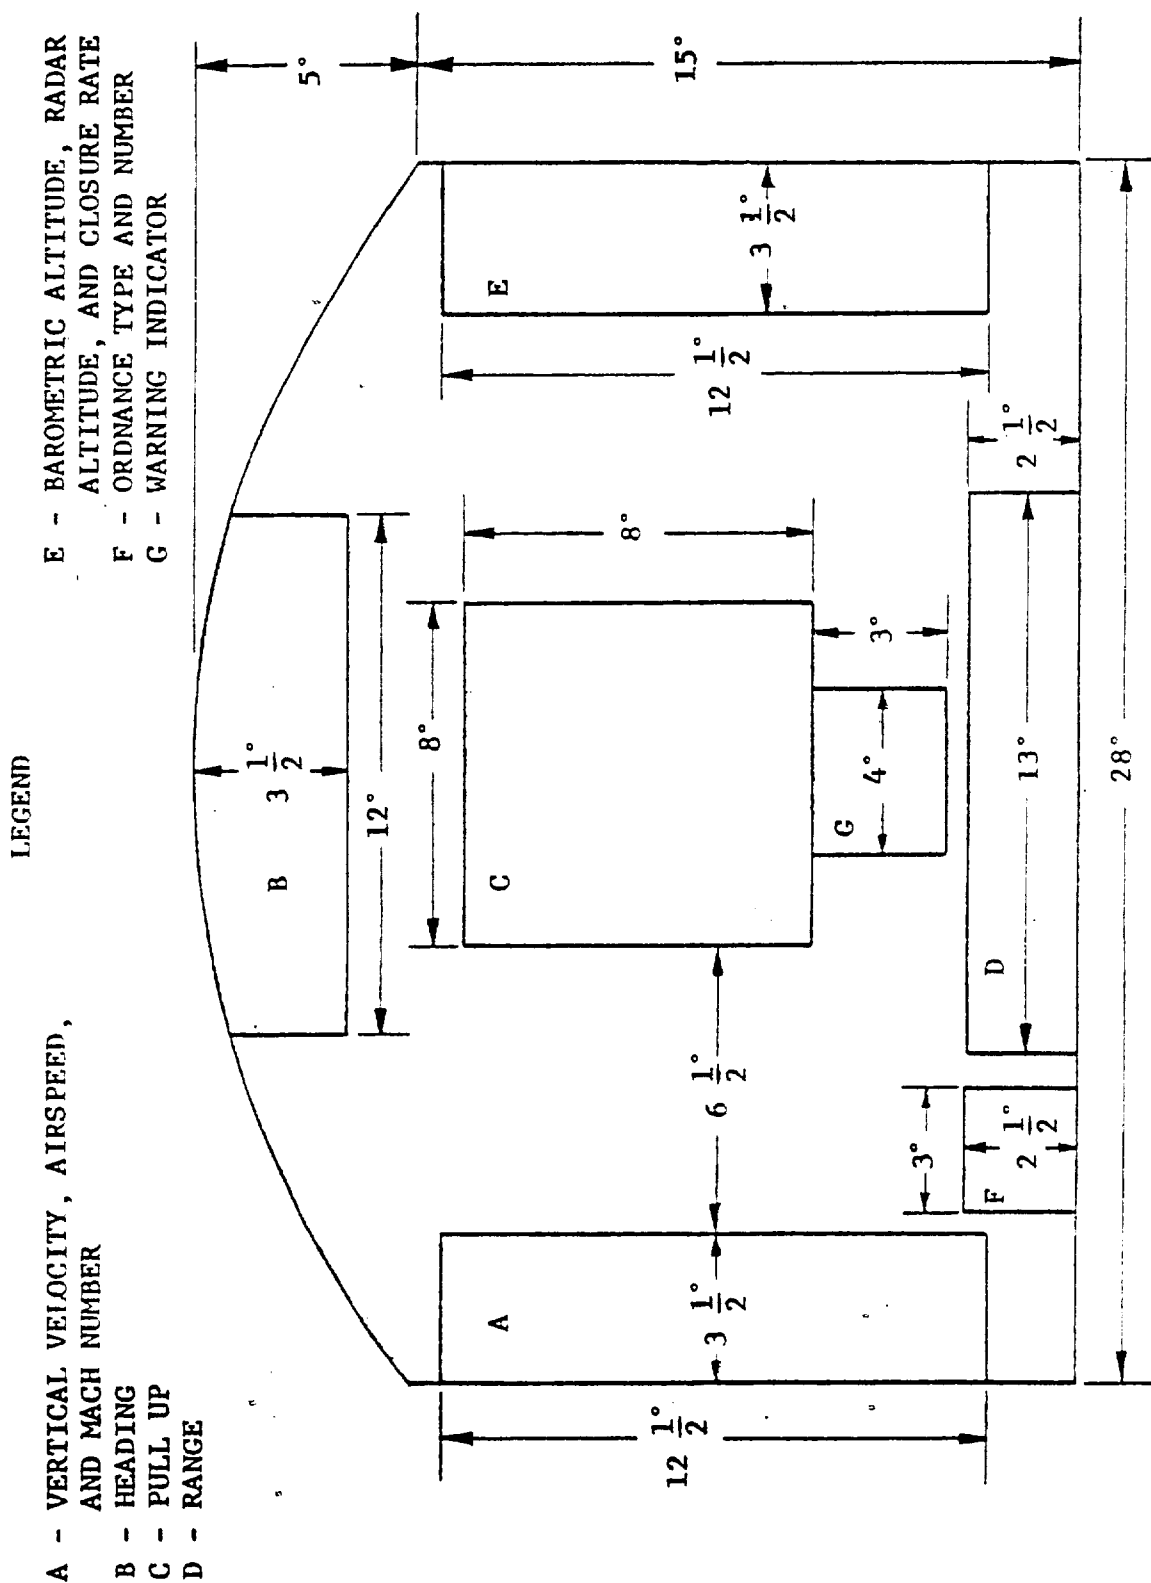 LEGEND
A - VERTICAL VELOCITY, AIRSPEED,
AND MACH NUMBER
B - HEADING
C - PULL UP
D - RANGE
E - BAROMETRIC ALTITUDE, RADAR
ALTITUDE, AND CLOSURE RATE
F - ORDNANCE TYPE AND NUMBER
G - WARNING INDICATOR
5°
B
3 1/2°
12°
15°
8°
C
8°
A
3 1/2°
12 1/2°
6 1/2°
E
3 1/2°
12 1/2°
G
4°
3°
F
3°
2 1/2°
D
13°
2 1/2°
28°